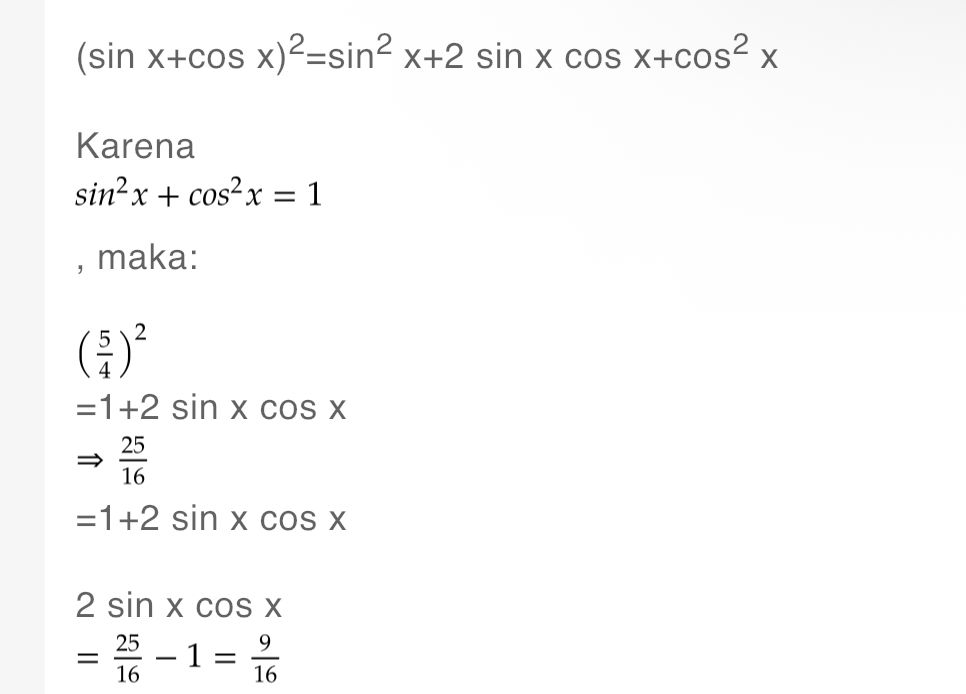 (sin x+cos x)²=sin² x+2 sin x cos x+cos² x
Karena
sin²x + cos²x = 1
, maka:
(5/4)²
=1+2 sin x cos x
⇒ 25/16
=1+2 sin x cos x
2 sin x cos x
= 25/16 − 1 = 9/16